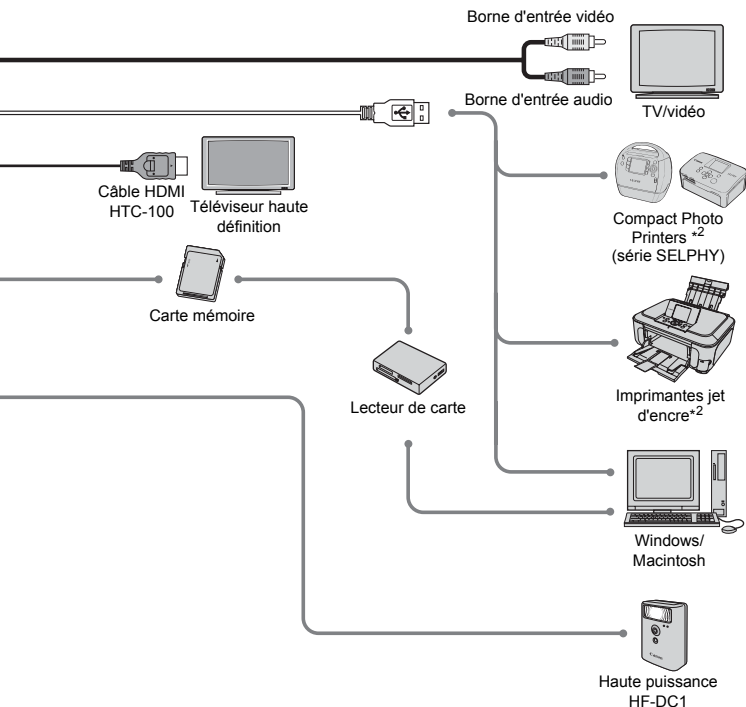 Borne d'entrée vidéo
Borne d'entrée audio
TV/vidéo
Câble HDMI
HTC-100
Téléviseur haute
définition
Compact Photo
Printers *2
(série SELPHY)
Carte mémoire
Lecteur de carte
Imprimantes jet
d'encre*2
Windows/
Macintosh
Haute puissance
HF-DC1